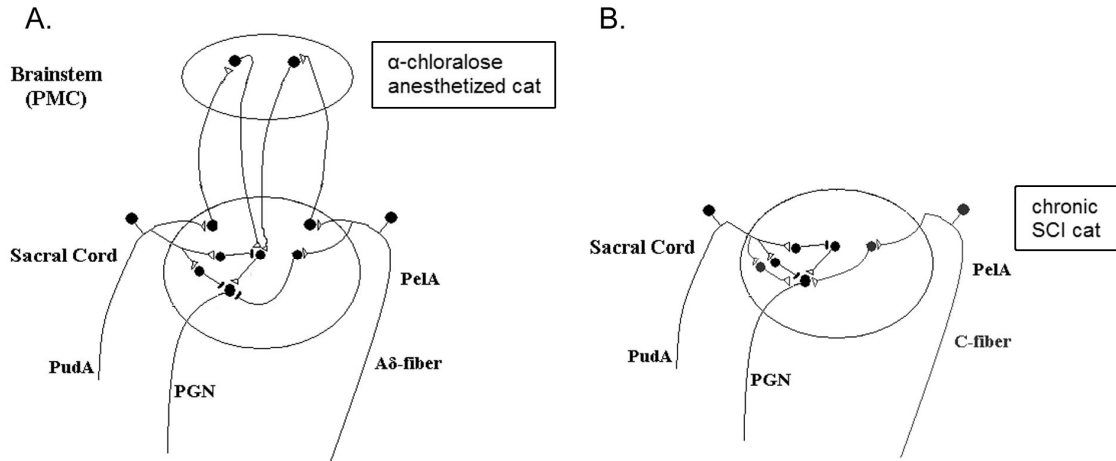 A.
Brainstem
(PMC)
α-chloralose
anesthetized cat
Sacral Cord
PelA
PudA
PGN
Aδ-fiber
B.
chronic
SCI cat
Sacral Cord
PelA
C-fiber
PudA
PGN